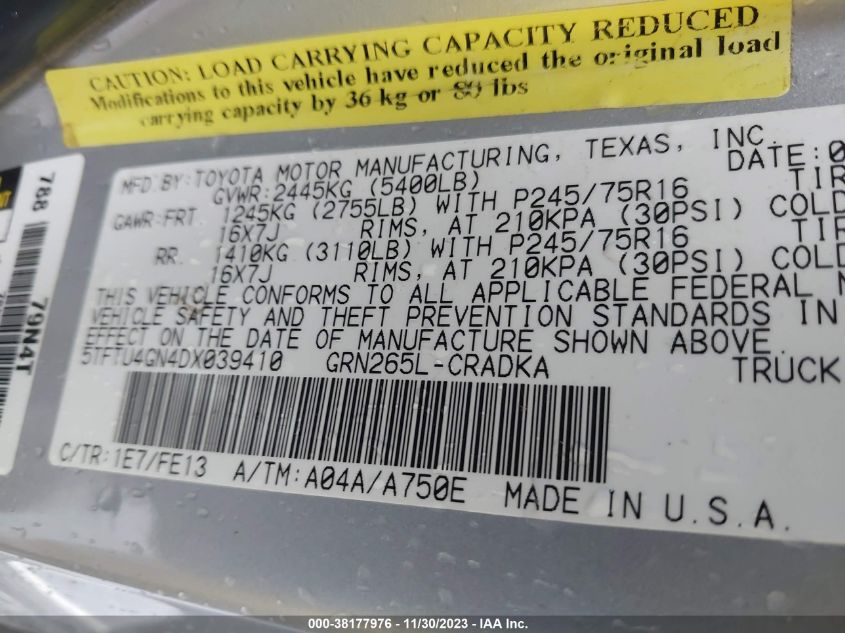 CAUTION: LOAD CARRYING CAPACITY REDUCED
Modifications to this vehicle have reduced the original load
carrying capacity by 36 kg or 80 lbs
MFD BY: TOYOTA MOTOR MANUFACTURING, TEXAS, INC.
DATE: 0
GVWR: 2445KG (5400LB)
TIR
GAWR: FRT 1245KG (2755LB) WITH P245/75R16
16X7J RIMS, AT 210KPA (30PSI) COLD
TIR
RR. 1410KG (3110LB) WITH P245/75R16
16X7J RIMS, AT 210KPA (30PSI) COLD
THIS VEHICLE CONFORMS TO ALL APPLICABLE FEDERAL M
VEHICLE SAFETY AND THEFT PREVENTION STANDARDS IN
EFFECT ON THE DATE OF MANUFACTURE SHOWN ABOVE.
5TFTU4GN4DX039410 GRN265L-CRADKA TRUCK
C/TR: 1E7/FE13 A/TM: A04A/A750E MADE IN U.S.A.
788
79N4T
000-38177976 - 11/30/2023 - CSA Inc.